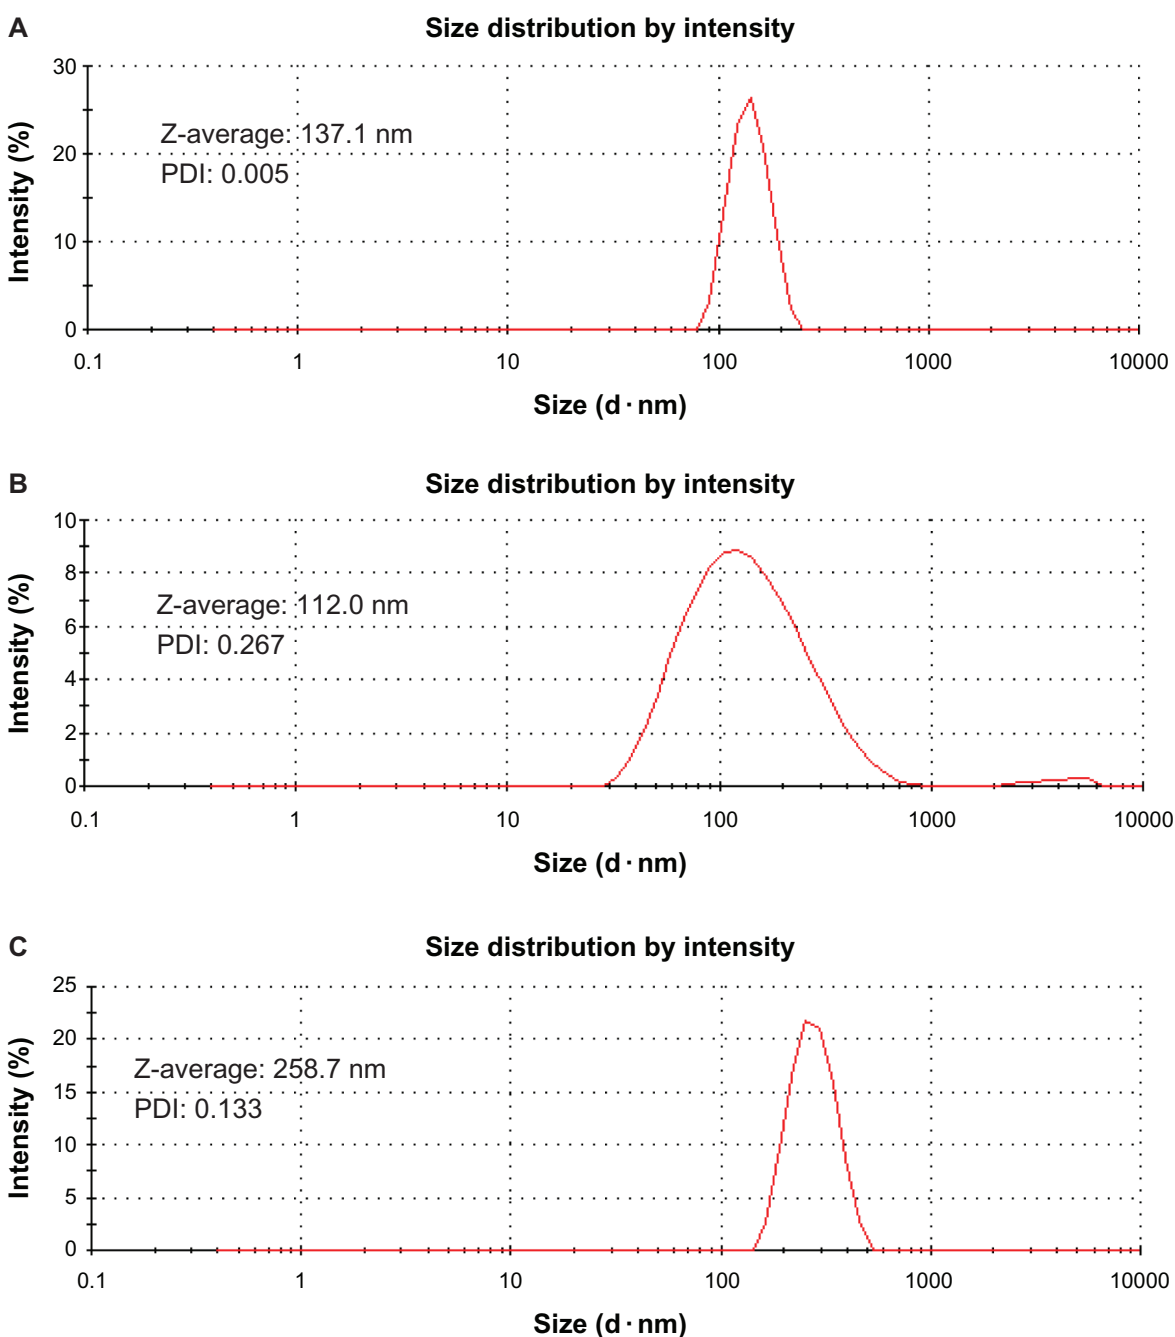 A
Size distribution by intensity
Intensity (%)
30
20
10
0
Z-average: 137.1 nm
PDI: 0.005
0.1 1 10 100 1000 10000
Size (d·nm)
B
Size distribution by intensity
Intensity (%)
10
8
6
4
2
0
Z-average: 112.0 nm
PDI: 0.267
0.1 1 10 100 1000 10000
Size (d·nm)
C
Size distribution by intensity
Intensity (%)
25
20
15
10
5
0
Z-average: 258.7 nm
PDI: 0.133
0.1 1 10 100 1000 10000
Size (d·nm)